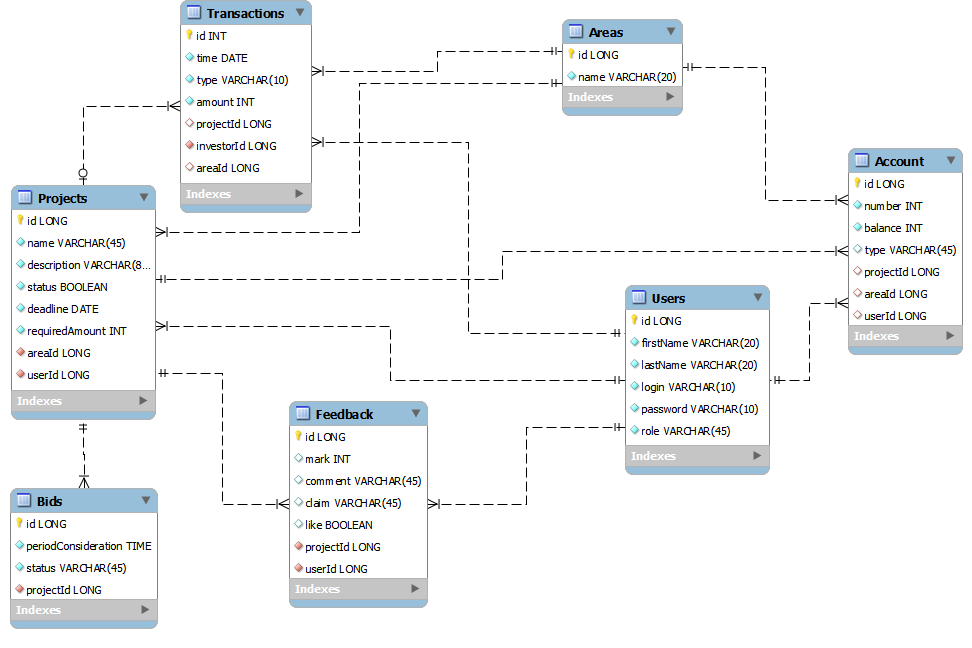 Transactions
id INT
time DATE
type VARCHAR(10)
amount INT
projectId LONG
investorId LONG
areaId LONG
Indexes
Areas
id LONG
name VARCHAR(20)
Indexes
Account
id LONG
number INT
balance INT
type VARCHAR(45)
projectId LONG
areaId LONG
userId LONG
Indexes
Projects
id LONG
name VARCHAR(45)
description VARCHAR(8...
status BOOLEAN
deadline DATE
requiredAmount INT
areaId LONG
userId LONG
Indexes
Users
id LONG
firstName VARCHAR(20)
lastName VARCHAR(20)
login VARCHAR(10)
password VARCHAR(10)
role VARCHAR(45)
Indexes
Feedback
id LONG
mark INT
comment VARCHAR(45)
claim VARCHAR(45)
like BOOLEAN
projectId LONG
userId LONG
Indexes
Bids
id LONG
periodConsideration TIME
status VARCHAR(45)
projectId LONG
Indexes